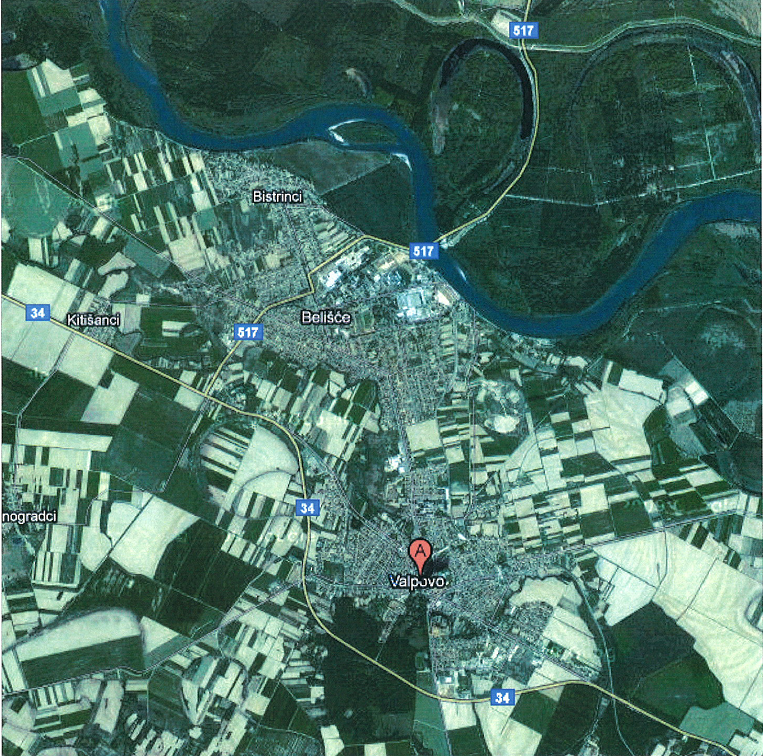 517
Bistrinci
517
34
Kitišanci
Belišće
517
34
nogradci
A
Valpovo
34